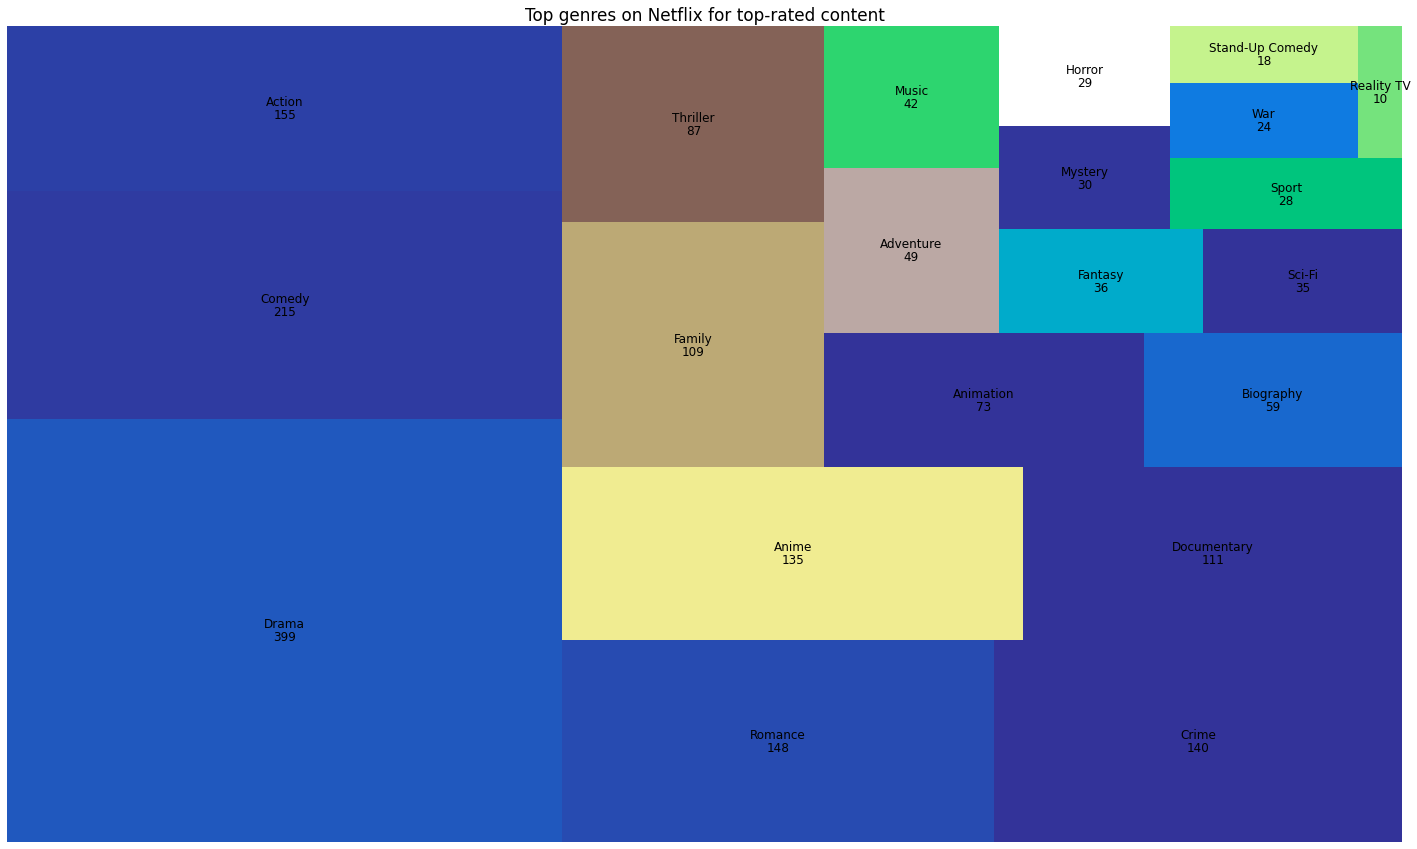 Top genres on Netflix for top-rated content
Action
155
Comedy
215
Drama
399
Thriller
87
Family
109
Anime
135
Romance
148
Music
42
Adventure
49
Animation
73
Horror
29
Mystery
30
Fantasy
36
Stand-Up Comedy
18
War
24
Reality TV
10
Sport
28
Sci-Fi
35
Biography
59
Documentary
111
Crime
140